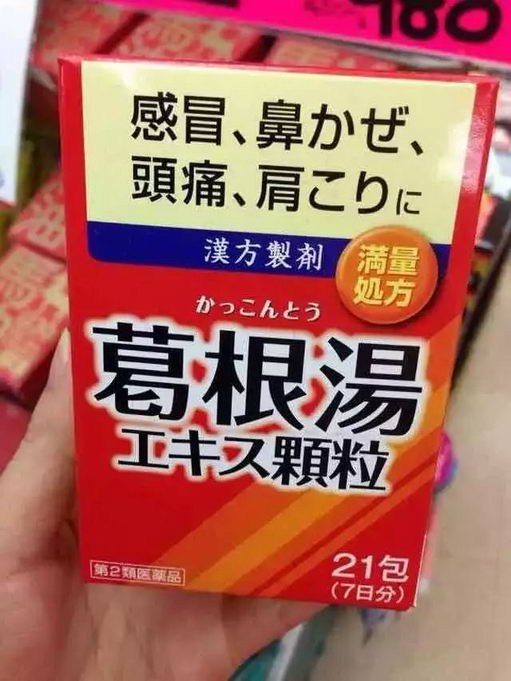 980
感冒、鼻かぜ、
頭痛、肩こりに
漢方製剤
満量
処方
かっこんとう
葛根湯
エキス顆粒
第2類医薬品
21包
(7日分)